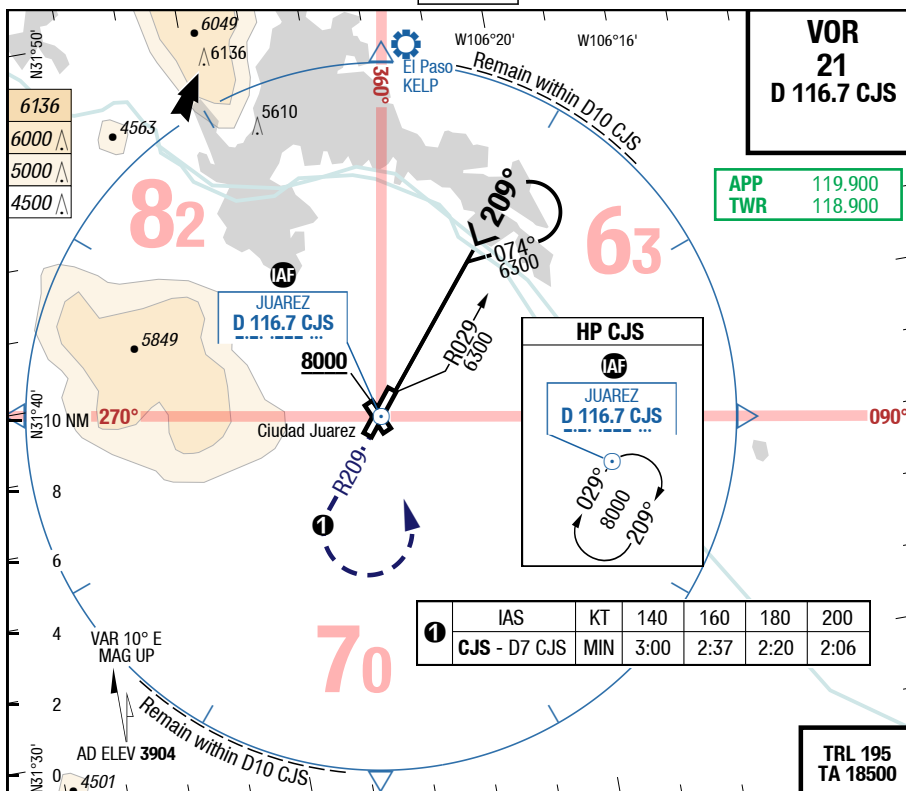 6049
6136
W106°20'
W106°16'
N31°50'
El Paso
KELP
360°
Remain within D10 CJS
VOR
21
D 116.7 CJS
6136
6000
5000
4500
4563
5610
APP 119.900
TWR 118.900
82
63
209°
074°
6300
IAF
JUAREZ
D 116.7 CJS
8000
R029
6300
5849
HP CJS
IAF
JUAREZ
D 116.7 CJS
029°
8000
209°
N31°40'
10 NM
270°
Ciudad Juarez
090°
R209
8
1
6
4
2
0
VAR 10° E
MAG UP
70
1 IAS KT 140 160 180 200
CJS - D7 CJS MIN 3:00 2:37 2:20 2:06
Remain within D10 CJS
AD ELEV 3904
N31°30'
4501
TRL 195
TA 18500